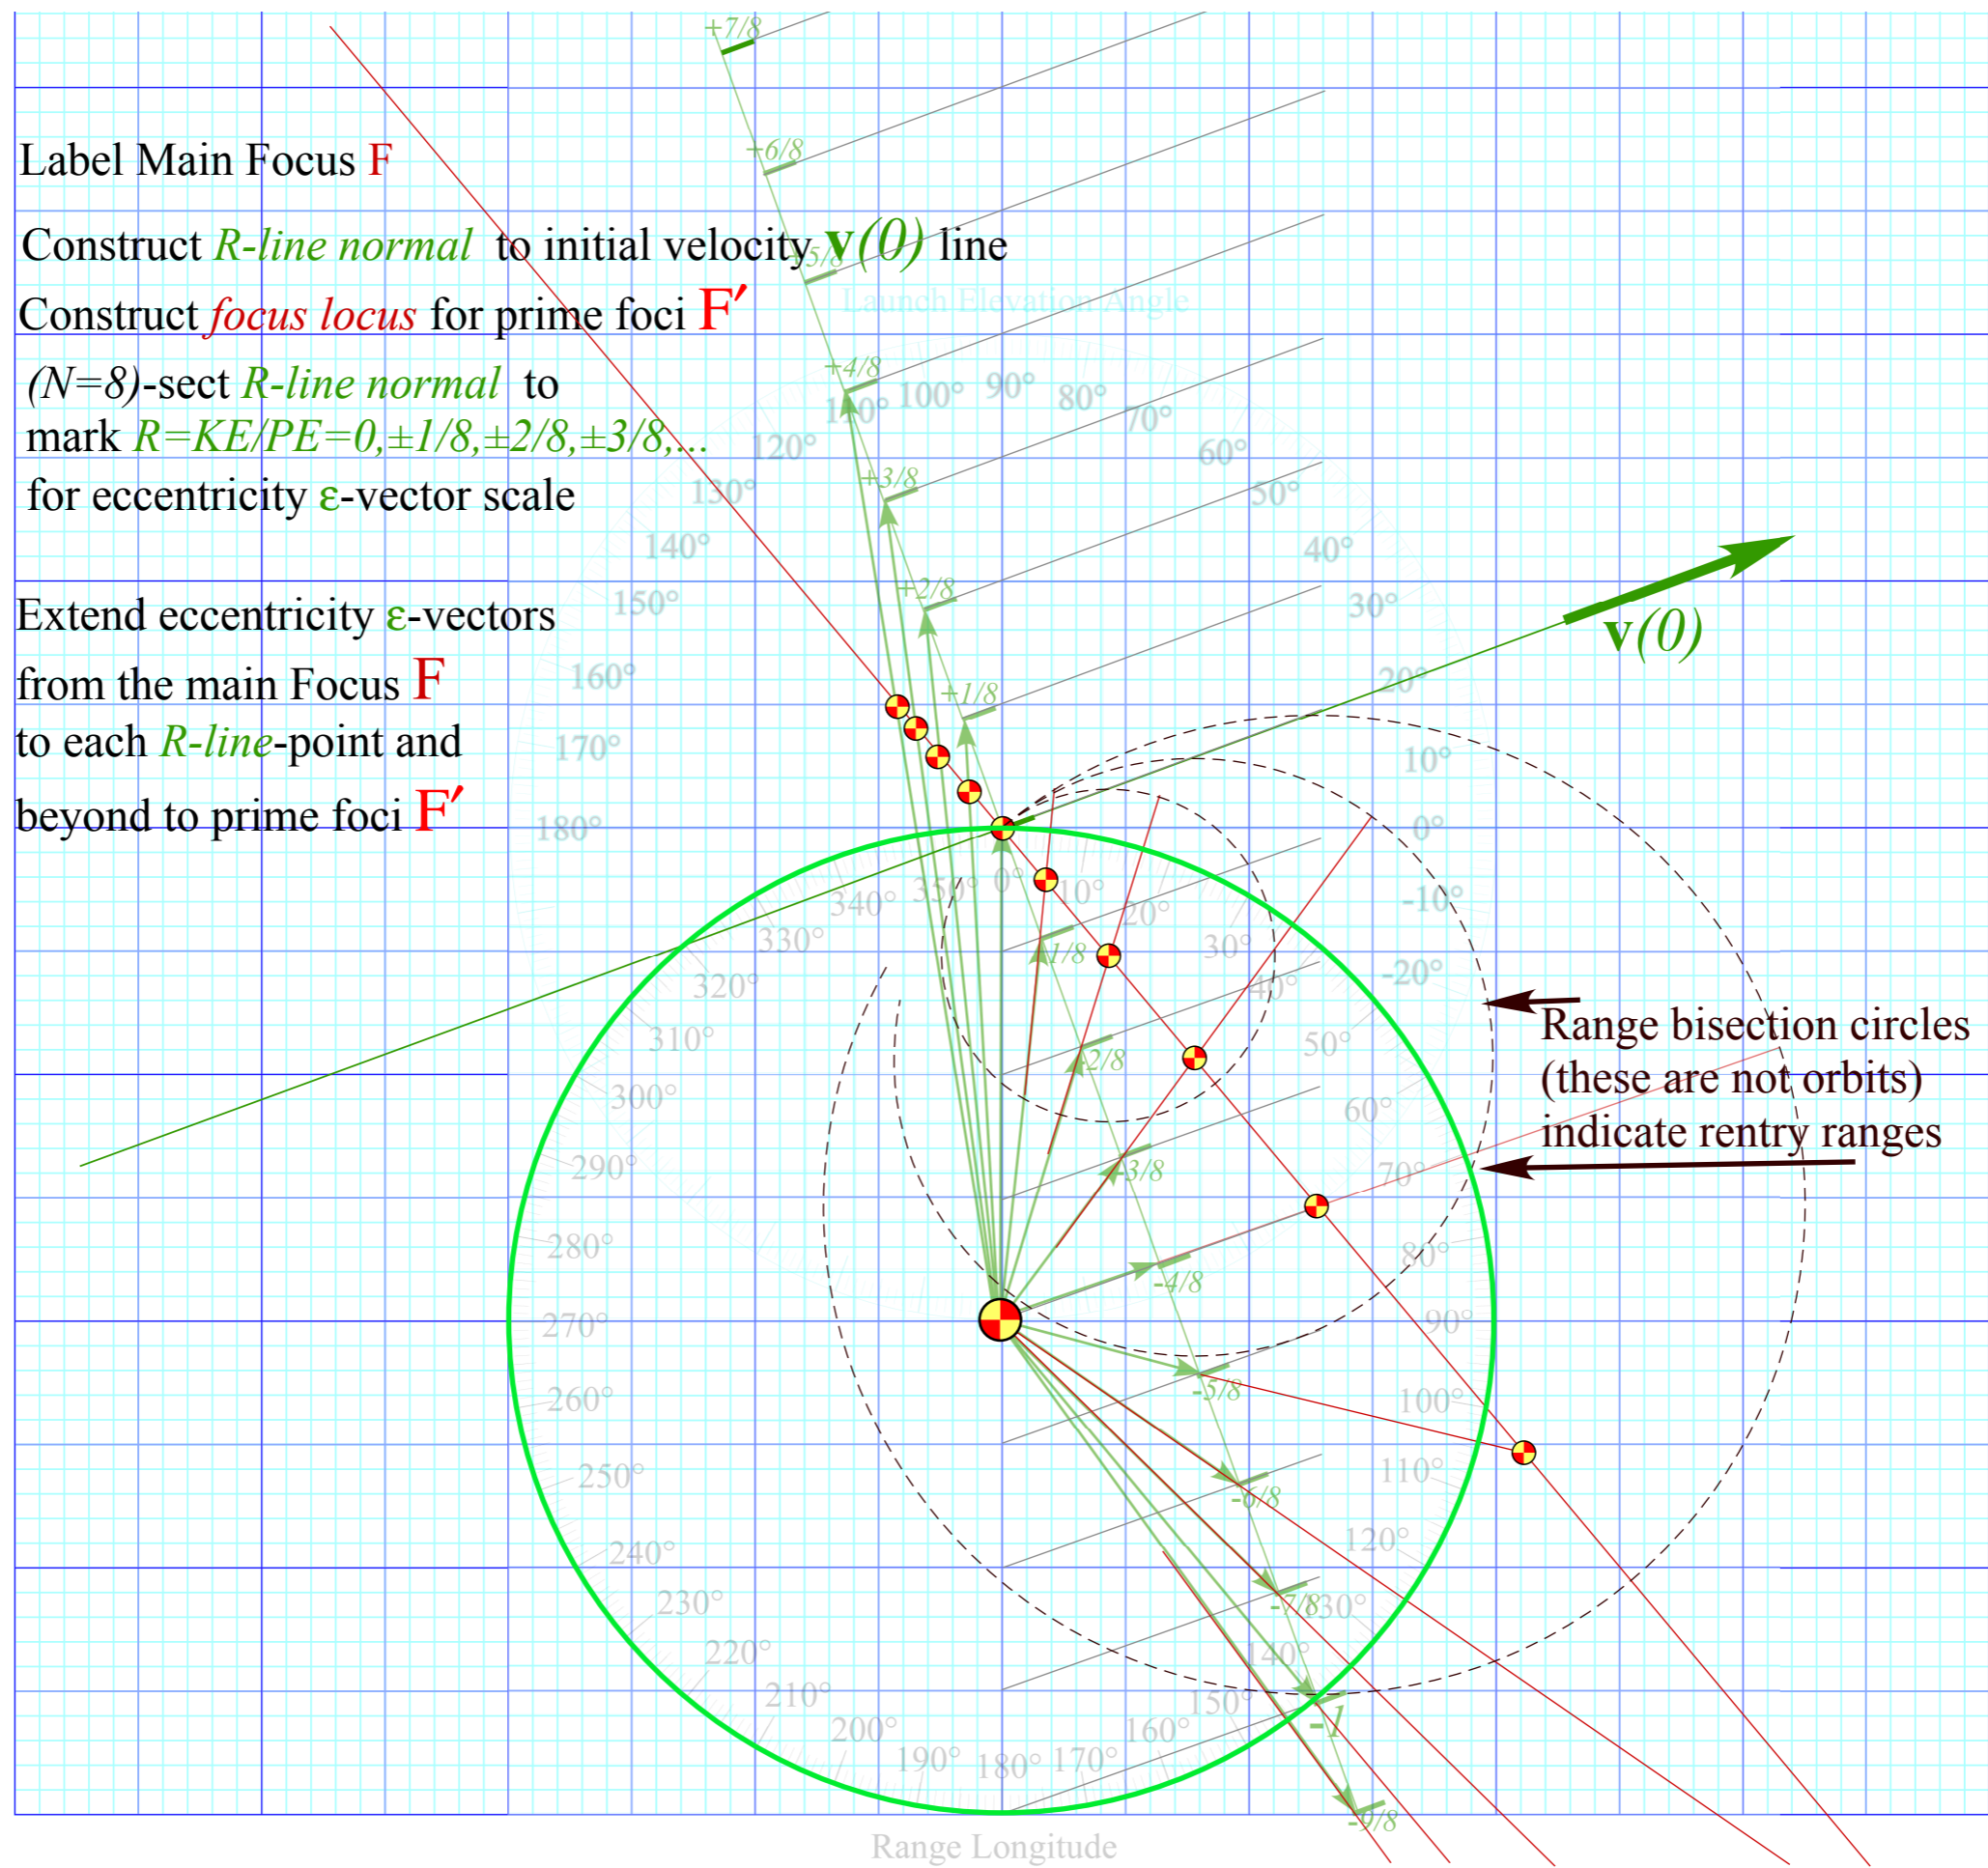 +7/8
+6/8
Label Main Focus F
Construct R-line normal to initial velocity v(0) line
+5/8
Construct focus locus for prime foci F′
Launch Elevation Angle
(N=8)-sect R-line normal to
mark R=KE/PE=0,±1/8,±2/8,±3/8,...
for eccentricity ε-vector scale
+4/8
110° 100° 90° 80° 70°
120° 60°
+3/8
130° 50°
140° 40°
+2/8
150° 30°
Extend eccentricity ε-vectors
from the main Focus F
to each R-line-point and
beyond to prime foci F′
v(0)
160° 20°
+1/8
170° 10°
180° 0°
350° 0° 10°
340° 20° -10°
330° 30°
-1/8
320° 40° -20°
Range bisection circles
(these are not orbits)
indicate rentry ranges
310° 50°
-2/8
300° 60°
290° 70°
-3/8
280° 80°
-4/8
270° 90°
-5/8
260° 100°
250° 110°
-6/8
240° 120°
230° 130°
-7/8
220° 140°
210° 150°
-1
200° 160°
190° 180° 170°
-9/8
Range Longitude